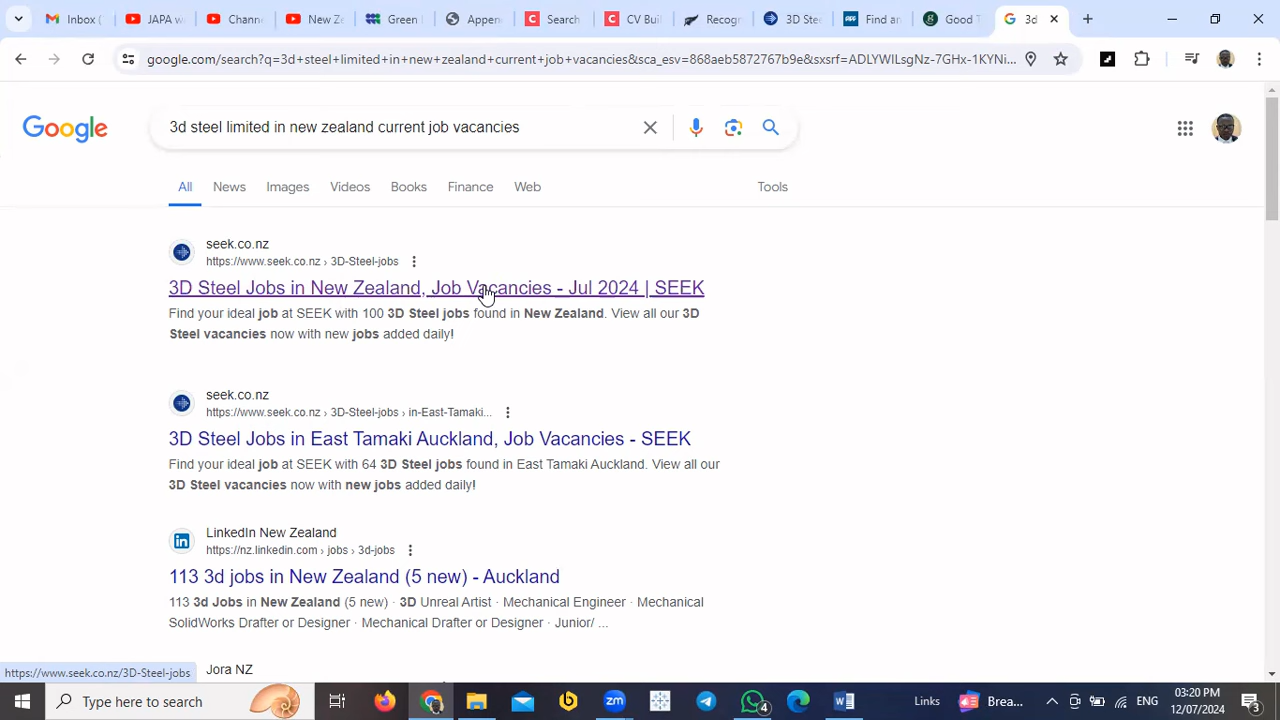 Inbox (
JAPA w
Channe
New Ze
Green
Appen
Search
CV Bui
Recogn
3D Ste
Find an
Good T
3d
google.com/search?q=3d+steel+limited+in+new+zealand+current+job+vacancies&sca_esv=868aeb5872767b9e&sxsrf=ADLYWILsgNz-7GHx-1KYNi...
Google
3d steel limited in new zealand current job vacancies
All
News
Images
Videos
Books
Finance
Web
Tools
seek.co.nz
https://www.seek.co.nz › 3D-Steel-jobs
3D Steel Jobs in New Zealand, Job Vacancies - Jul 2024 | SEEK
Find your ideal job at SEEK with 100 3D Steel jobs found in New Zealand. View all our 3D
Steel vacancies now with new jobs added daily!
seek.co.nz
https://www.seek.co.nz › 3D-Steel-jobs › in-East-Tamaki...
3D Steel Jobs in East Tamaki Auckland, Job Vacancies - SEEK
Find your ideal job at SEEK with 64 3D Steel jobs found in East Tamaki Auckland. View all our
3D Steel vacancies now with new jobs added daily!
LinkedIn New Zealand
https://nz.linkedin.com › jobs › 3d-jobs
113 3d jobs in New Zealand (5 new) - Auckland
113 3d Jobs in New Zealand (5 new) · 3D Unreal Artist · Mechanical Engineer · Mechanical
SolidWorks Drafter or Designer · Mechanical Drafter or Designer · Junior/ ...
Jora NZ
https://www.seek.co.nz/3D-Steel-jobs
Type here to search
4
Links
Brea...
ENG
03:20 PM
12/07/2024
3